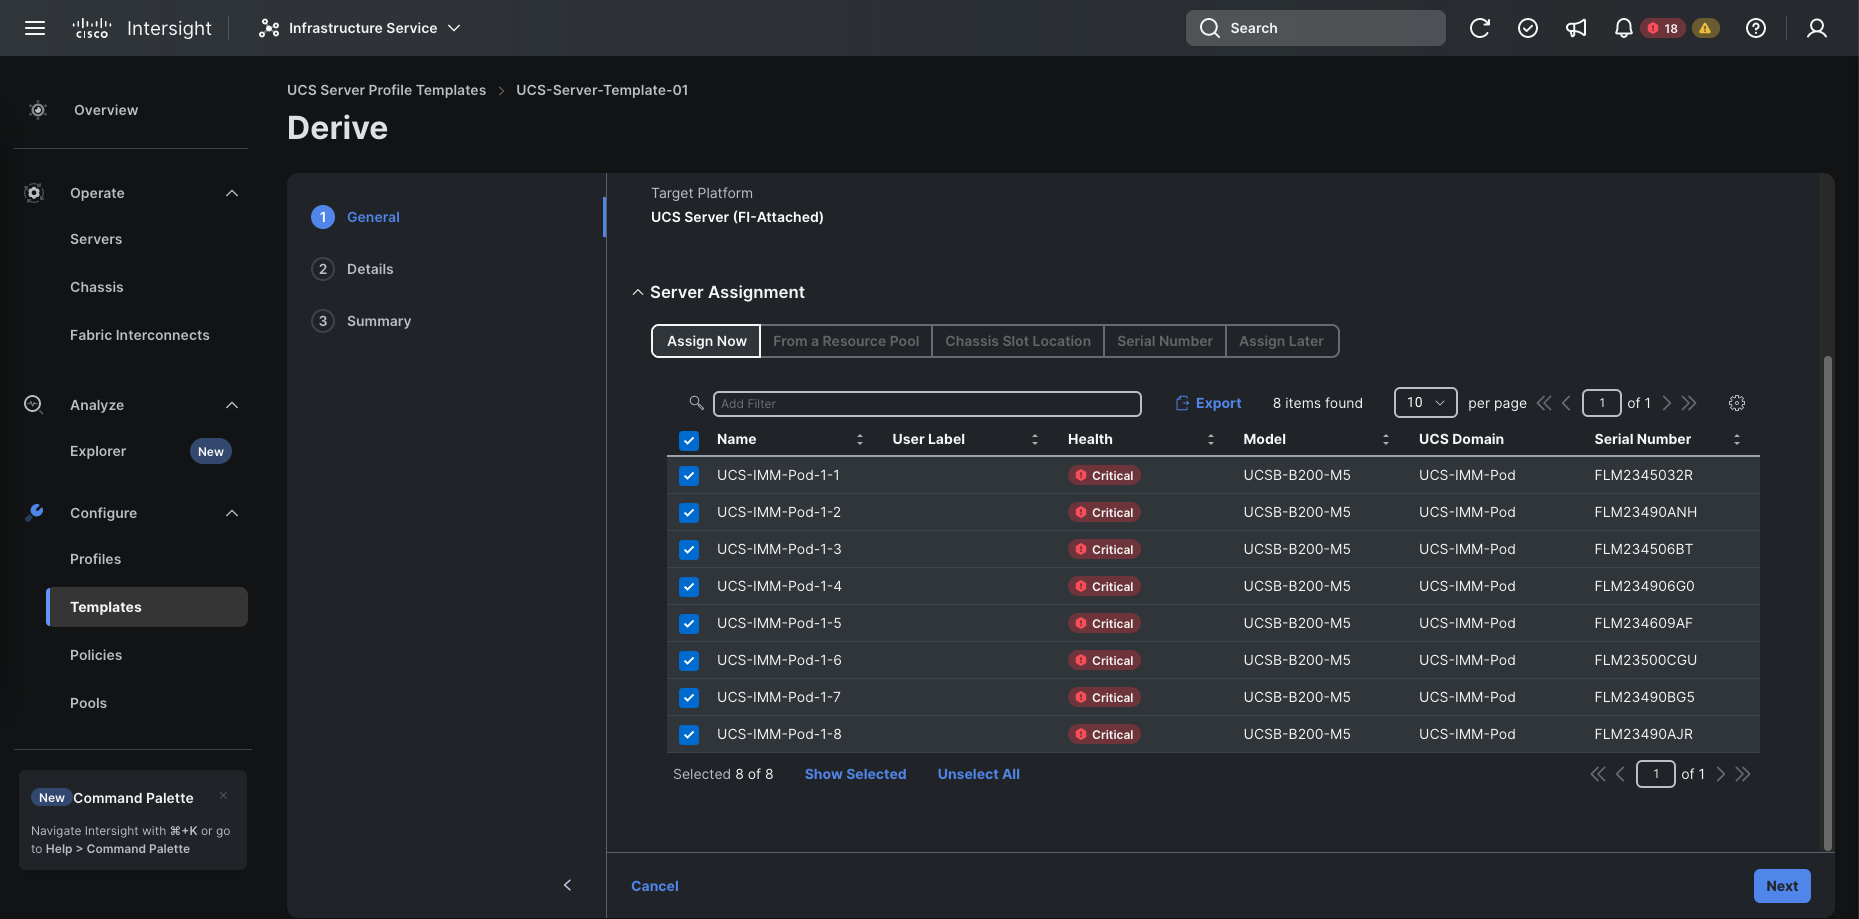 cisco Intersight Infrastructure Service Search 18
Overview
Operate
Servers
Chassis
Fabric Interconnects
Analyze
Explorer New
Configure
Profiles
Templates
Policies
Pools
New Command Palette
Navigate Intersight with ⌘+K or go
to Help > Command Palette
UCS Server Profile Templates > UCS-Server-Template-01
Derive
1 General
2 Details
3 Summary
Target Platform
UCS Server (FI-Attached)
Server Assignment
Assign Now From a Resource Pool Chassis Slot Location Serial Number Assign Later
Add Filter Export 8 items found 10 per page 1 of 1
Name User Label Health Model UCS Domain Serial Number
UCS-IMM-Pod-1-1 Critical UCSB-B200-M5 UCS-IMM-Pod FLM2345032R
UCS-IMM-Pod-1-2 Critical UCSB-B200-M5 UCS-IMM-Pod FLM23490ANH
UCS-IMM-Pod-1-3 Critical UCSB-B200-M5 UCS-IMM-Pod FLM234506BT
UCS-IMM-Pod-1-4 Critical UCSB-B200-M5 UCS-IMM-Pod FLM234906G0
UCS-IMM-Pod-1-5 Critical UCSB-B200-M5 UCS-IMM-Pod FLM234609AF
UCS-IMM-Pod-1-6 Critical UCSB-B200-M5 UCS-IMM-Pod FLM23500CGU
UCS-IMM-Pod-1-7 Critical UCSB-B200-M5 UCS-IMM-Pod FLM23490BG5
UCS-IMM-Pod-1-8 Critical UCSB-B200-M5 UCS-IMM-Pod FLM23490AJR
Selected 8 of 8 Show Selected Unselect All 1 of 1
Cancel Next